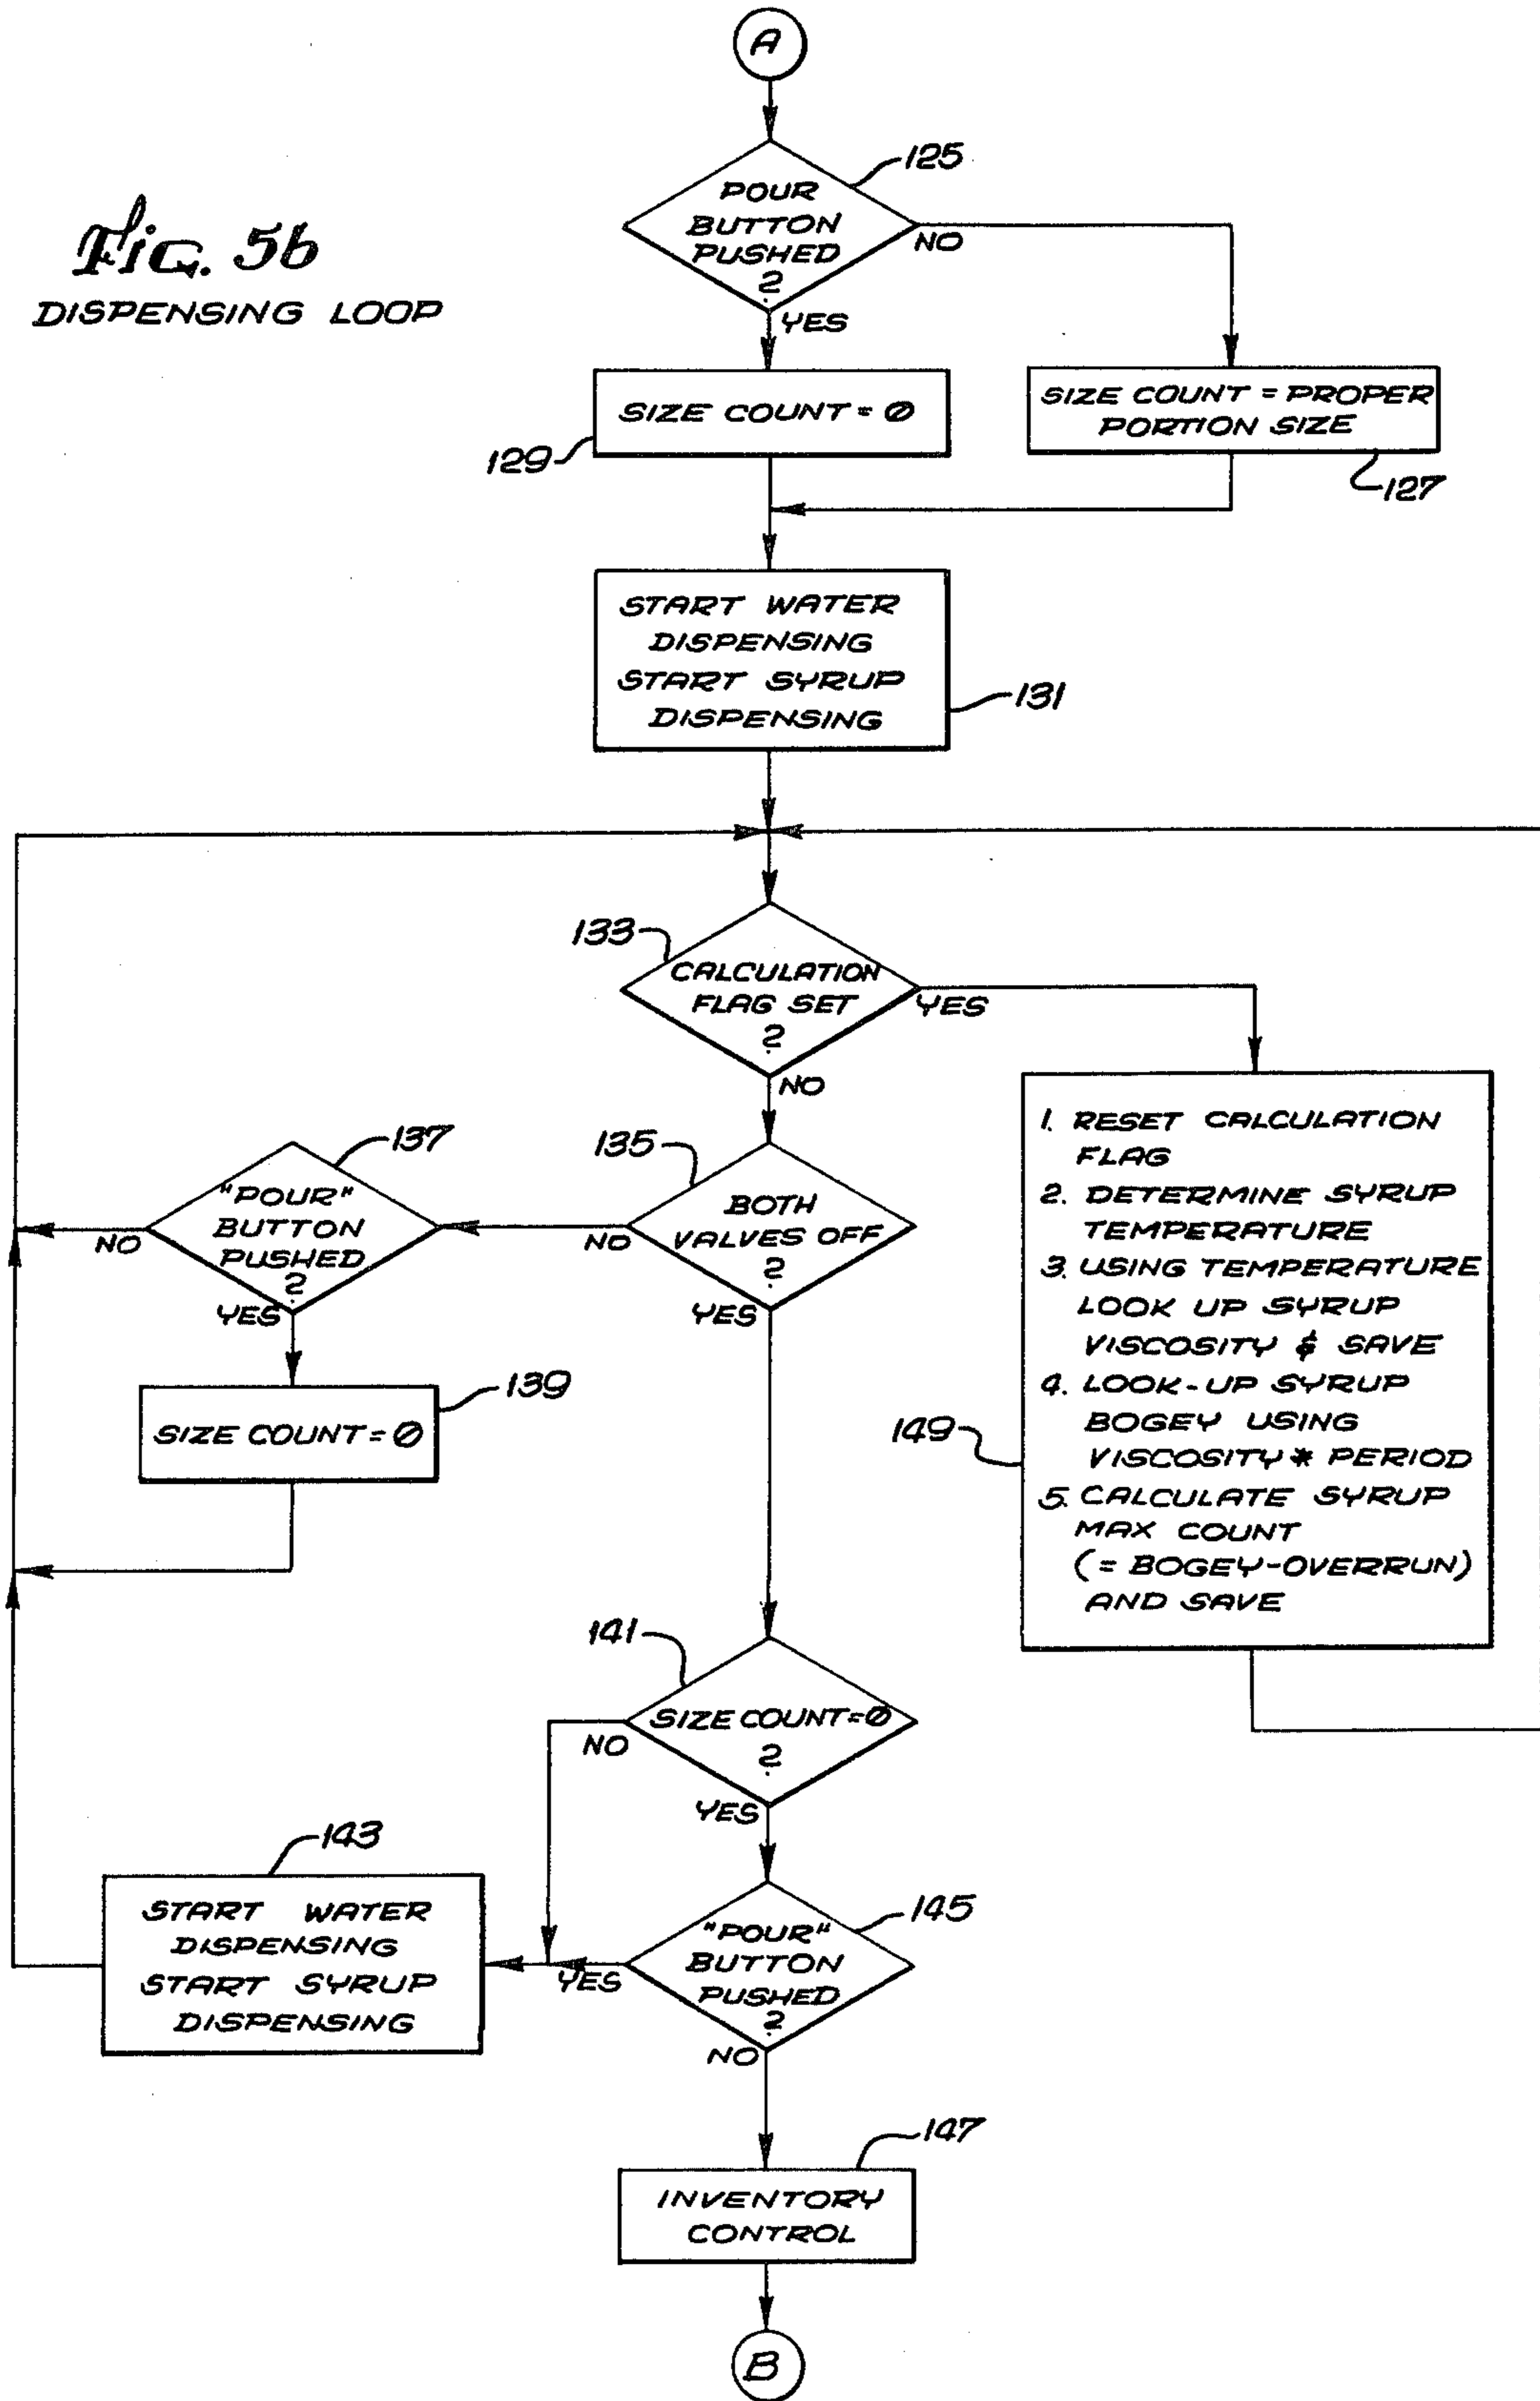 A
125
POUR
BUTTON
PUSHED
?
NO
YES
Fig. 5b
DISPENSING LOOP
SIZE COUNT = Ø
129
SIZE COUNT = PROPER
PORTION SIZE
127
START WATER
DISPENSING
START SYRUP
DISPENSING
131
133
CALCULATION
FLAG SET
?
YES
NO
137
"POUR"
BUTTON
PUSHED
?
NO
YES
135
BOTH
VALVES OFF
?
NO
YES
139
SIZE COUNT = Ø
149
1. RESET CALCULATION
FLAG
2. DETERMINE SYRUP
TEMPERATURE
3. USING TEMPERATURE
LOOK UP SYRUP
VISCOSITY & SAVE
4. LOOK-UP SYRUP
BOGEY USING
VISCOSITY * PERIOD
5. CALCULATE SYRUP
MAX COUNT
(= BOGEY-OVERRUN)
AND SAVE
141
SIZE COUNT = Ø
?
NO
YES
143
START WATER
DISPENSING
START SYRUP
DISPENSING
145
"POUR"
BUTTON
PUSHED
?
YES
NO
147
INVENTORY
CONTROL
B